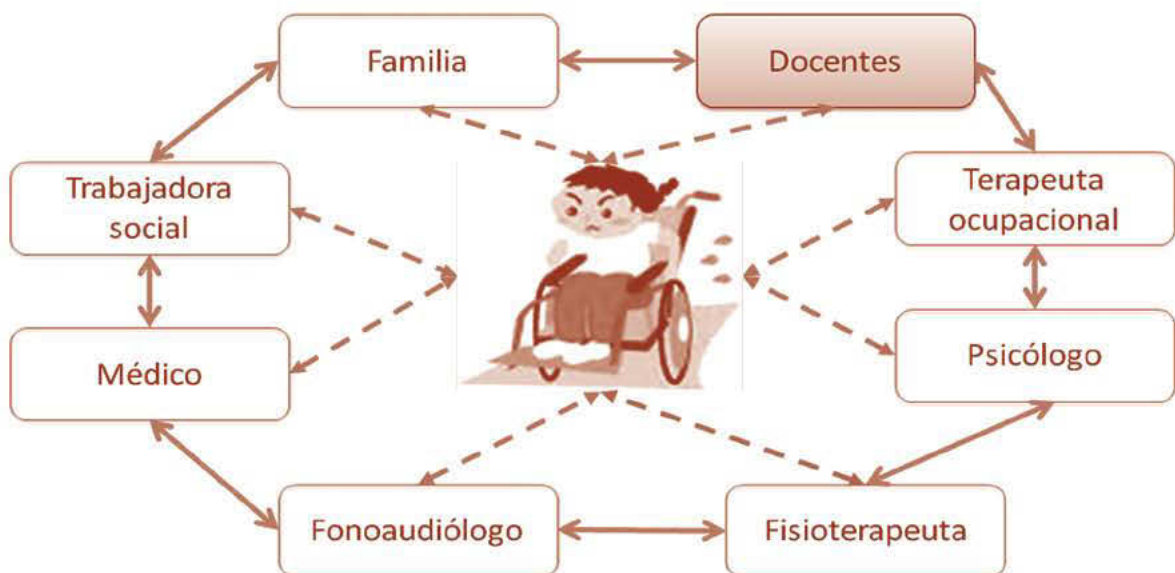 Familia
Docentes
Trabajadora
social
Terapeuta
ocupacional
Médico
Psicólogo
Fonoaudiólogo
Fisioterapeuta